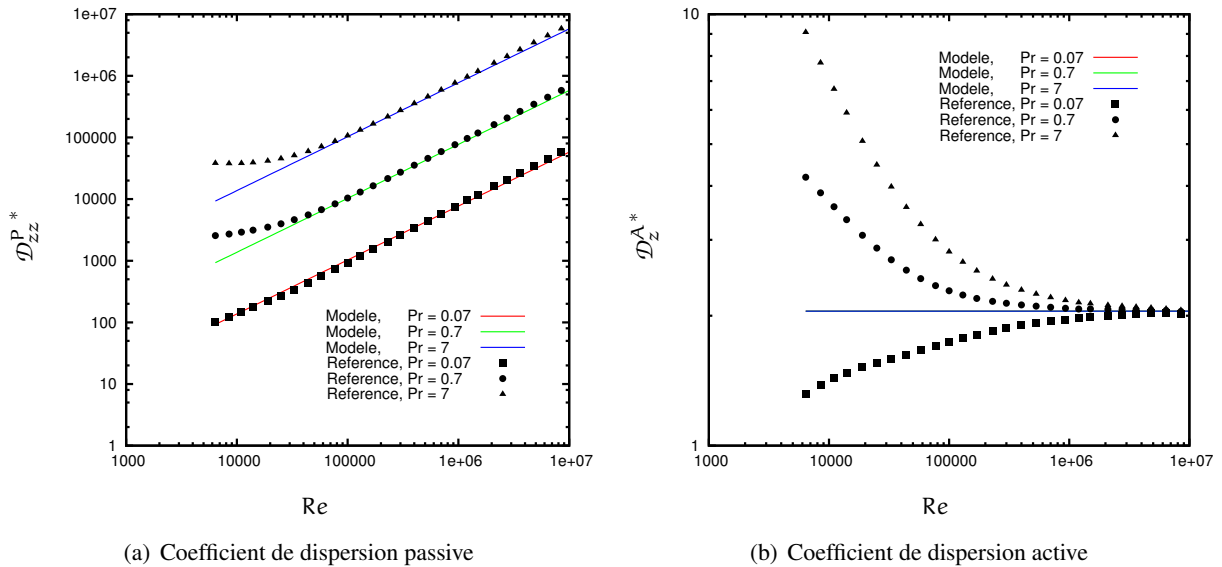 1e+07
1e+06
100000
10000
1000
100
10
1
1000
10000
100000
1e+06
1e+07
𝒟ᴾ_zz*
Re
Modele, Pr = 0.07
Modele, Pr = 0.7
Modele, Pr = 7
Reference, Pr = 0.07
Reference, Pr = 0.7
Reference, Pr = 7
(a) Coefficient de dispersion passive
10
1
1000
10000
100000
1e+06
1e+07
𝒟ᴬ_z*
Re
Modele, Pr = 0.07
Modele, Pr = 0.7
Modele, Pr = 7
Reference, Pr = 0.07
Reference, Pr = 0.7
Reference, Pr = 7
(b) Coefficient de dispersion active